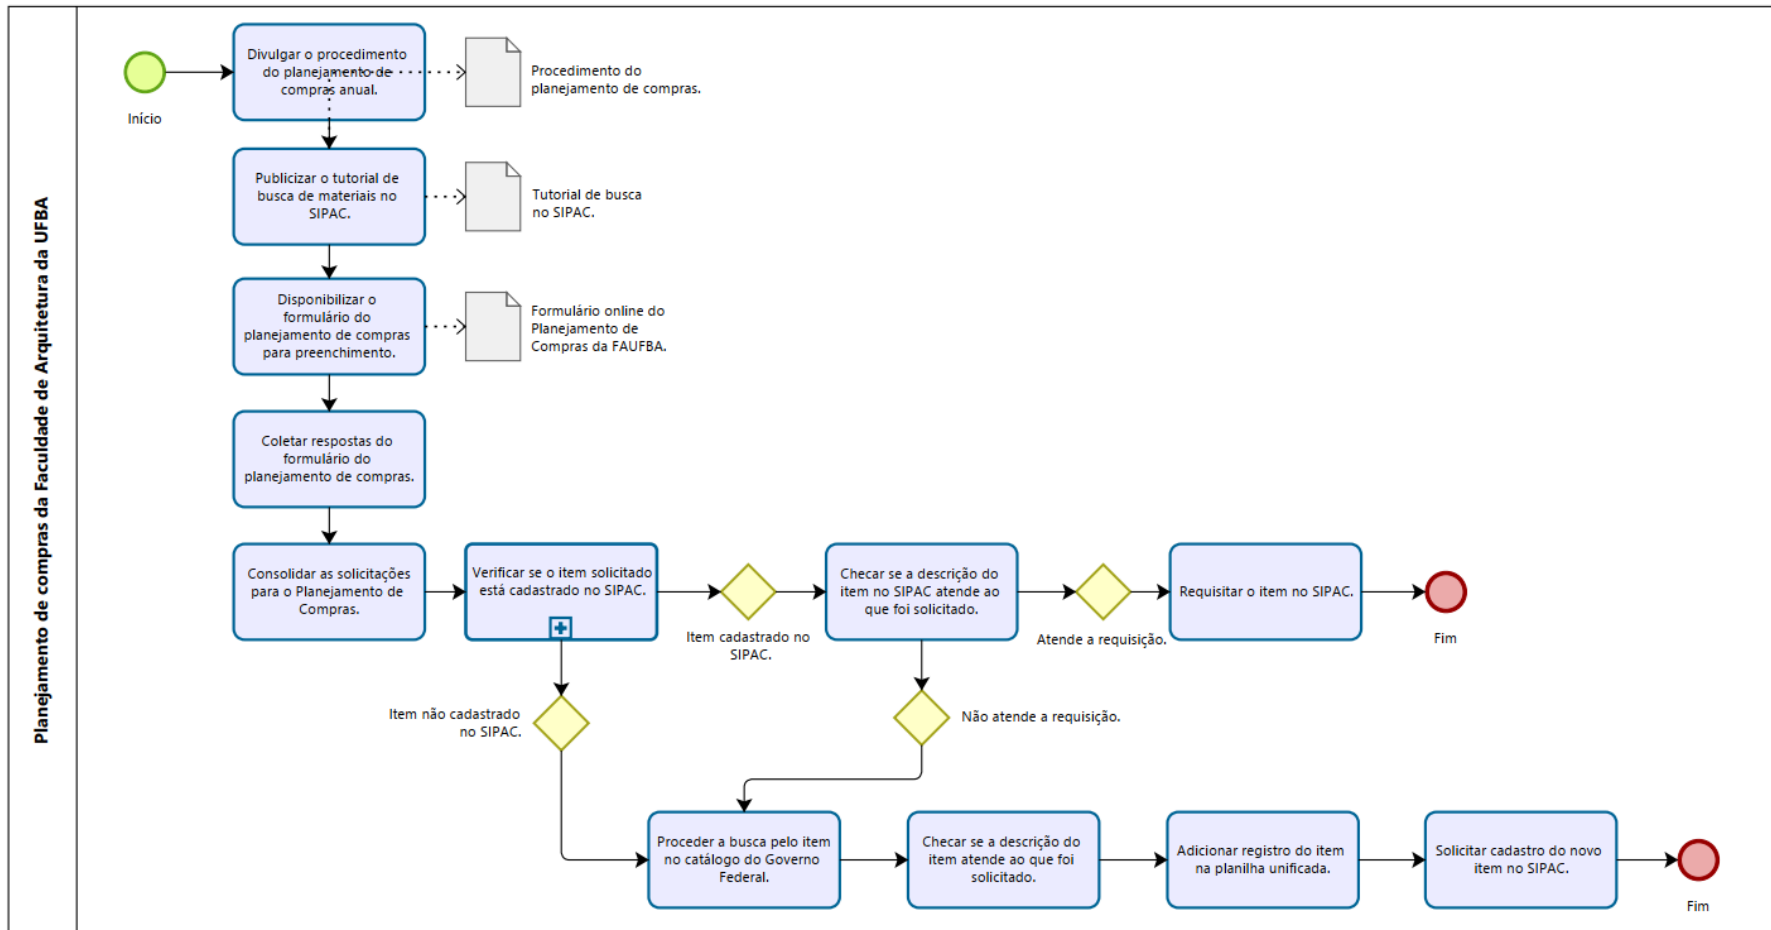 Planejamento de compras da Faculdade de Arquitetura da UFBA
Início
Divulgar o procedimento
do planejamento de
compras anual.
Procedimento do
planejamento de compras.
Publicizar o tutorial de
busca de materiais no
SIPAC.
Tutorial de busca
no SIPAC.
Disponibilizar o
formulário do
planejamento de compras
para preenchimento.
Formulário online do
Planejamento de
Compras da FAUFBA.
Coletar respostas do
formulário do
planejamento de compras.
Consolidar as solicitações
para o Planejamento de
Compras.
Verificar se o item solicitado
está cadastrado no SIPAC.
Item cadastrado no
SIPAC.
Checar se a descrição do
item no SIPAC atende ao
que foi solicitado.
Atende a requisição.
Requisitar o item no SIPAC.
Fim
Item não cadastrado
no SIPAC.
Não atende a requisição.
Proceder a busca pelo item
no catálogo do Governo
Federal.
Checar se a descrição do
item atende ao que foi
solicitado.
Adicionar registro do item
na planilha unificada.
Solicitar cadastro do novo
item no SIPAC.
Fim